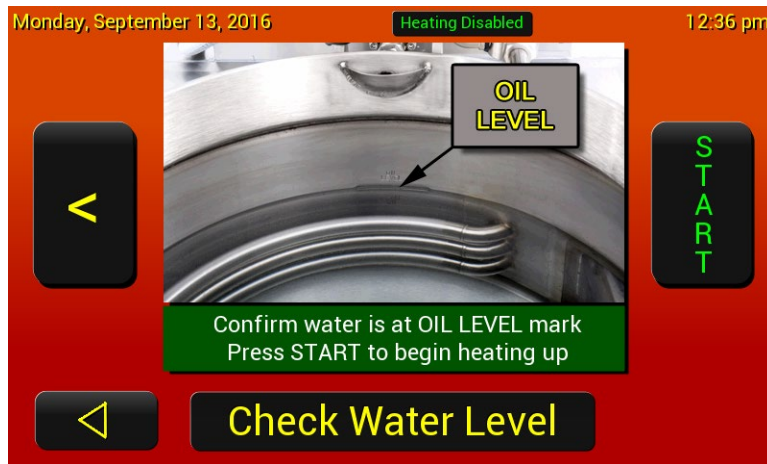 Monday, September 13, 2016
Heating Disabled
12:36 pm
OIL
LEVEL
<
START
Confirm water is at OIL LEVEL mark
Press START to begin heating up
Check Water Level